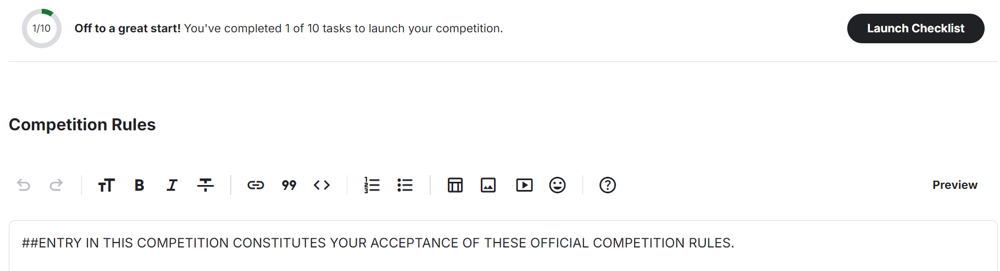 1/10
Off to a great start! You've completed 1 of 10 tasks to launch your competition.
Launch Checklist
Competition Rules
Preview
##ENTRY IN THIS COMPETITION CONSTITUTES YOUR ACCEPTANCE OF THESE OFFICIAL COMPETITION RULES.